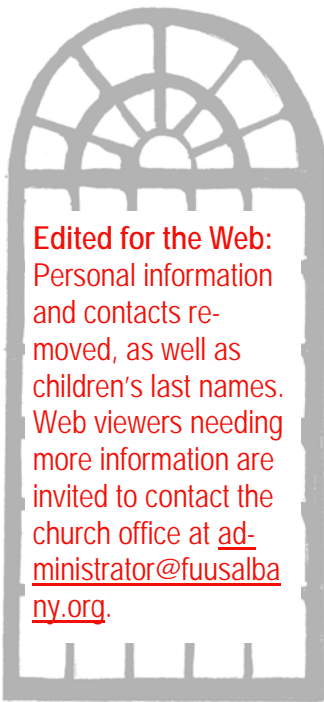 Edited for the Web:
Personal information
and contacts re-
moved, as well as
children's last names.
Web viewers needing
more information are
invited to contact the
church office at ad-
ministrator@fuusalba
ny.org.